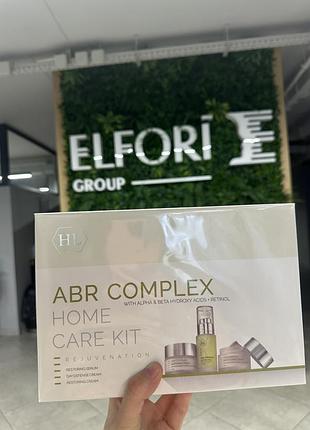 ELFORI
GROUP
HL
ABR COMPLEX
WITH ALPHA & BETA HYDROXY ACIDS + RETINOL
HOME
CARE KIT
REJUVENATION
RESTORING SERUM
DAY DEFENSE CREAM
RESTORING CREAM